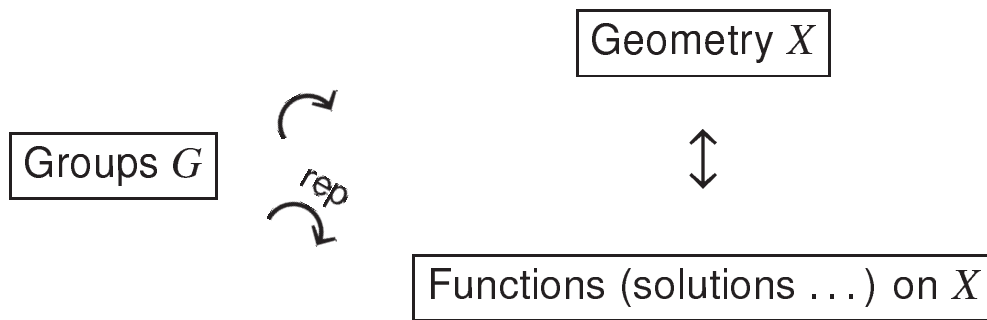 Geometry X
Groups G
rep
Functions (solutions ...) on X